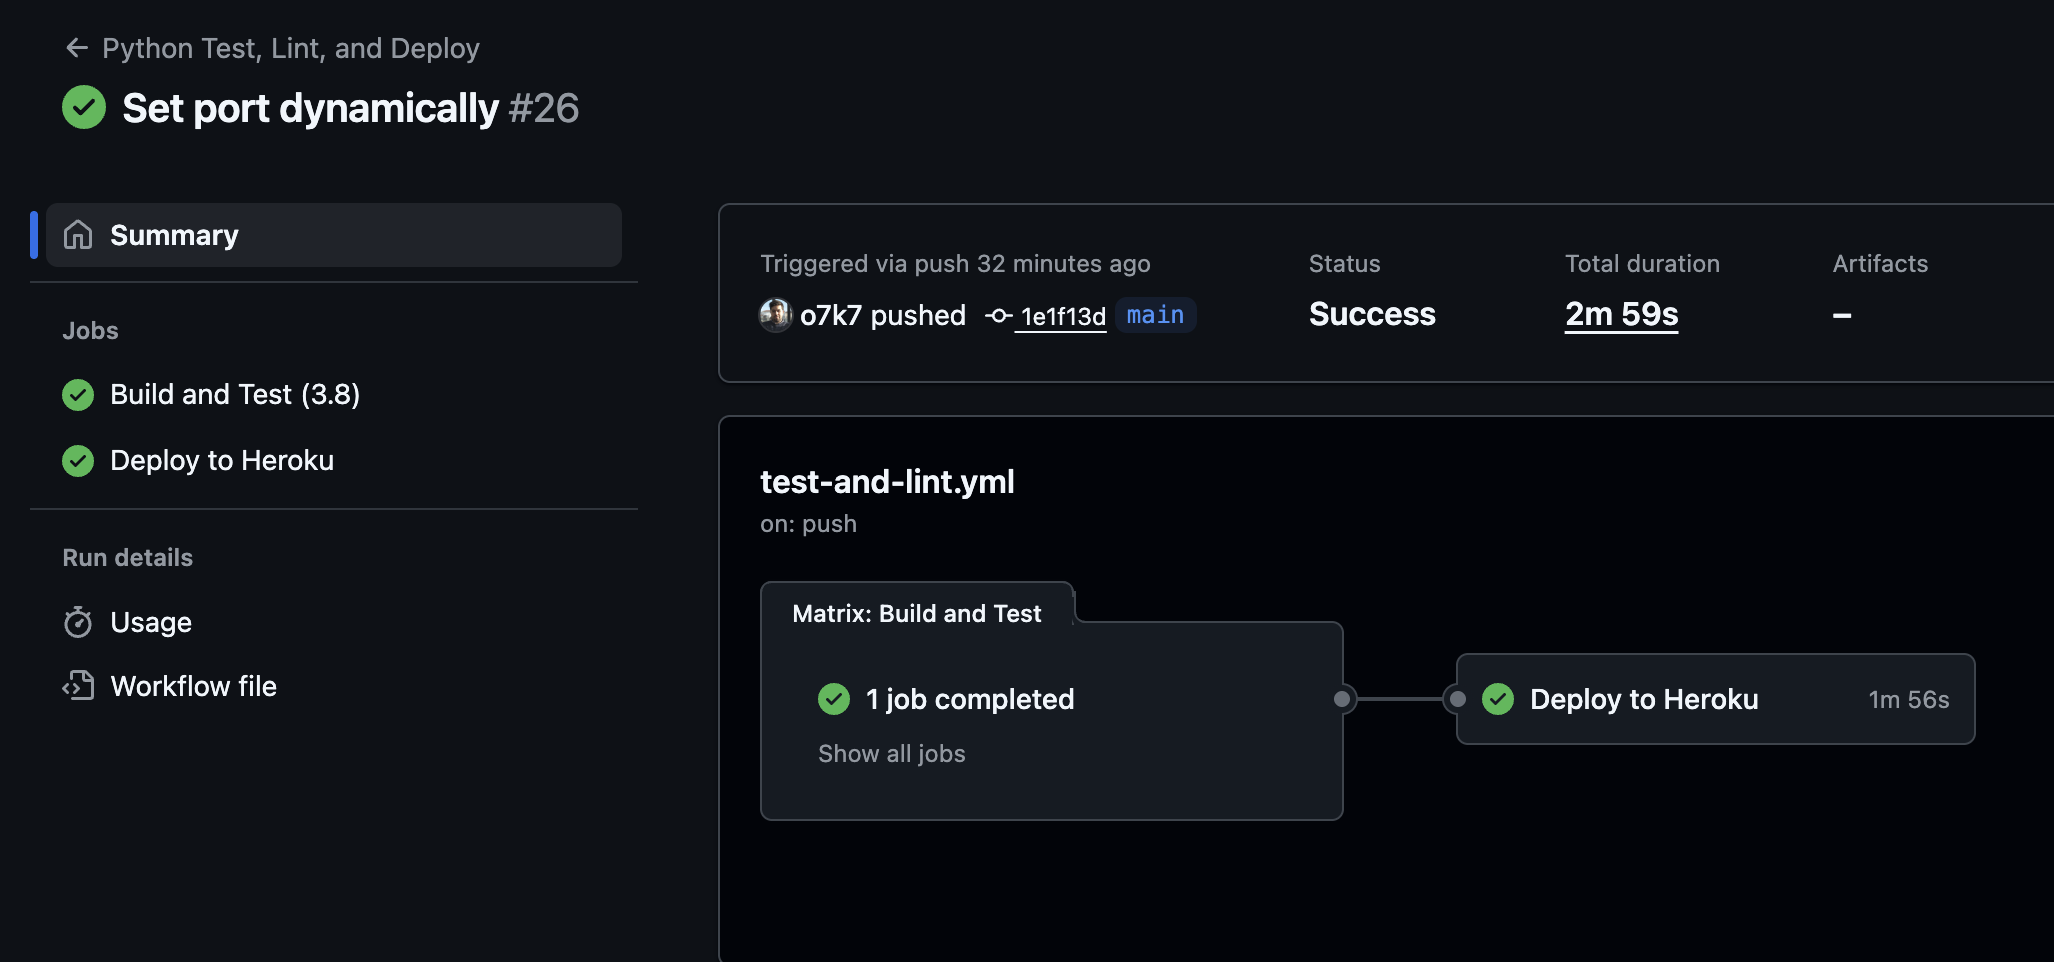 Python Test, Lint, and Deploy
Set port dynamically #26
Summary
Jobs
Build and Test (3.8)
Deploy to Heroku
Run details
Usage
Workflow file
Triggered via push 32 minutes ago
o7k7 pushed 1e1f13d main
Status
Success
Total duration
2m 59s
Artifacts
–
test-and-lint.yml
on: push
Matrix: Build and Test
1 job completed
Show all jobs
Deploy to Heroku 1m 56s